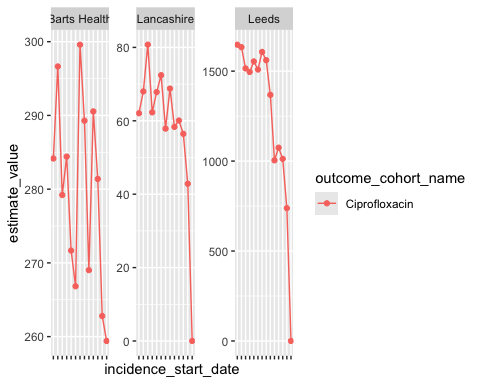 Barts Health
Lancashire
Leeds
300
290
280
270
260
80
60
40
20
0
1500
1000
500
0
estimate_value
incidence_start_date
outcome_cohort_name
Ciprofloxacin